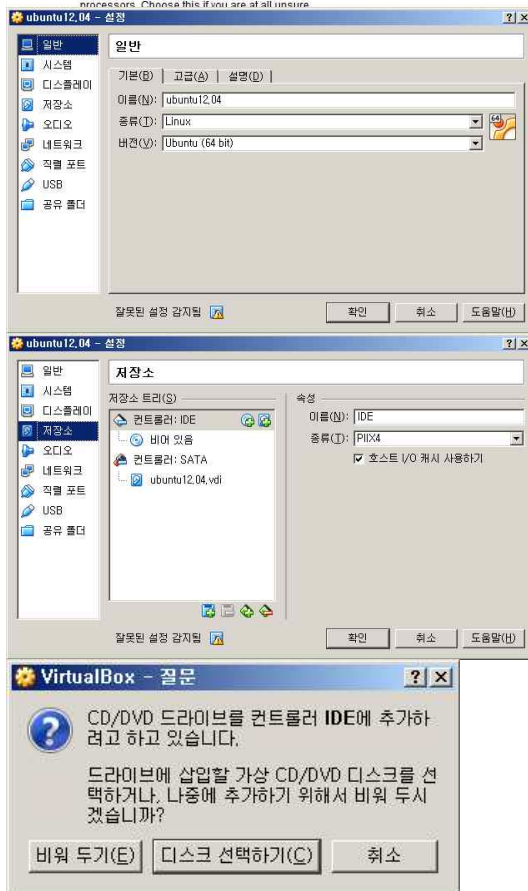 processors. Choose this if you are at all unsure.
ubuntu12.04 - 설정
일반
시스템
디스플레이
저장소
오디오
네트워크
직렬 포트
USB
공유 폴더
일반
기본(B) 고급(A) 설명(D)
이름(N): ubuntu12.04
종류(T): Linux
버전(V): Ubuntu (64 bit)
64
잘못된 설정 감지됨
확인 취소 도움말(H)
ubuntu12.04 - 설정
일반
시스템
디스플레이
저장소
오디오
네트워크
직렬 포트
USB
공유 폴더
저장소
저장소 트리(S)
컨트롤러: IDE
비어 있음
컨트롤러: SATA
ubuntu12.04.vdi
속성
이름(N): IDE
종류(T): PIIX4
호스트 I/O 캐시 사용하기
잘못된 설정 감지됨
확인 취소 도움말(H)
VirtualBox - 질문
CD/DVD 드라이브를 컨트롤러 IDE에 추가하
려고 하고 있습니다.
드라이브에 삽입할 가상 CD/DVD 디스크를 선
택하거나, 나중에 추가하기 위해서 비워 두시
겠습니까?
비워 두기(E) 디스크 선택하기(C) 취소